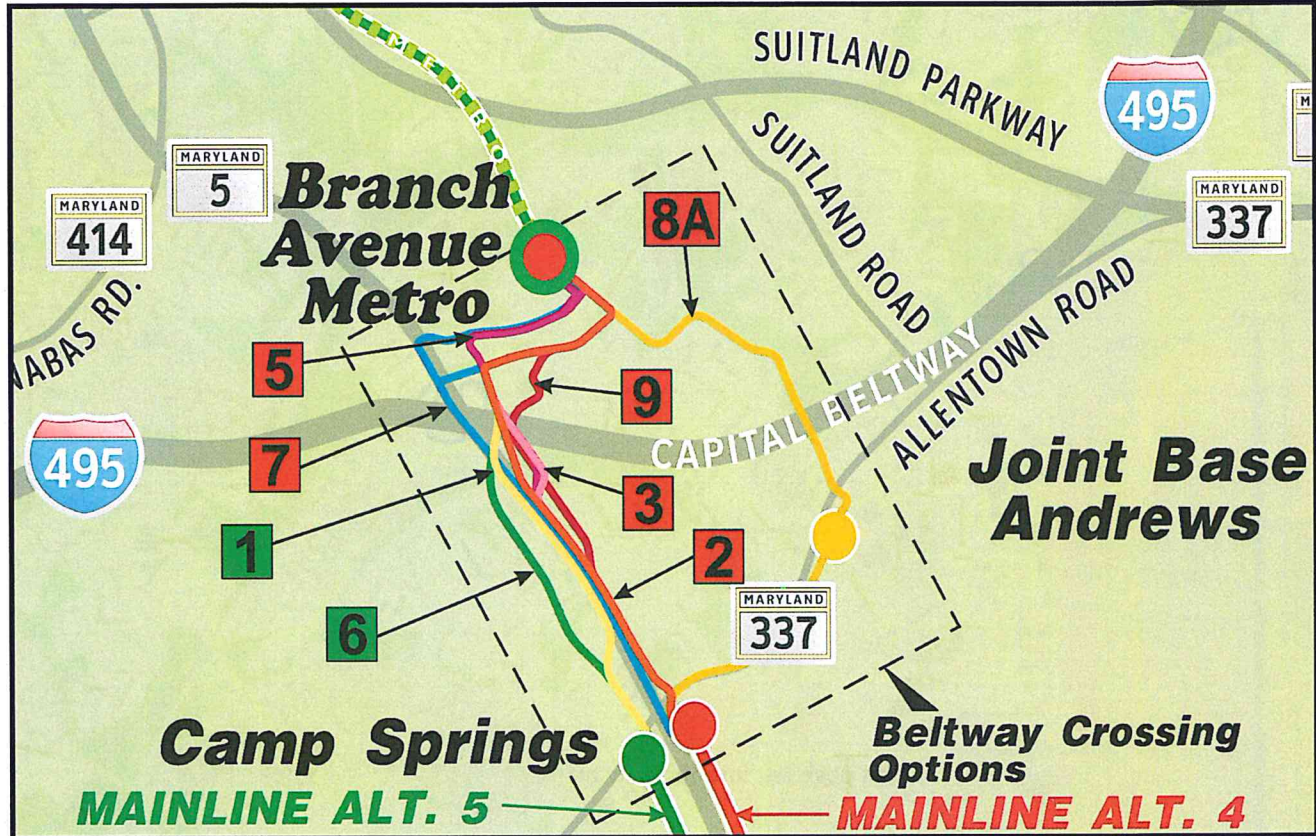 METRO
SUITLAND PARKWAY
495
MARYLAND
5
MARYLAND
414
Branch
Avenue
Metro
8A
SUITLAND ROAD
MARYLAND
337
RD.
5
9
CAPITAL BELTWAY
ALLENTOWN ROAD
495
7
3
Joint Base
Andrews
1
2
6
MARYLAND
337
Camp Springs
Beltway Crossing
Options
MAINLINE ALT. 5
MAINLINE ALT. 4